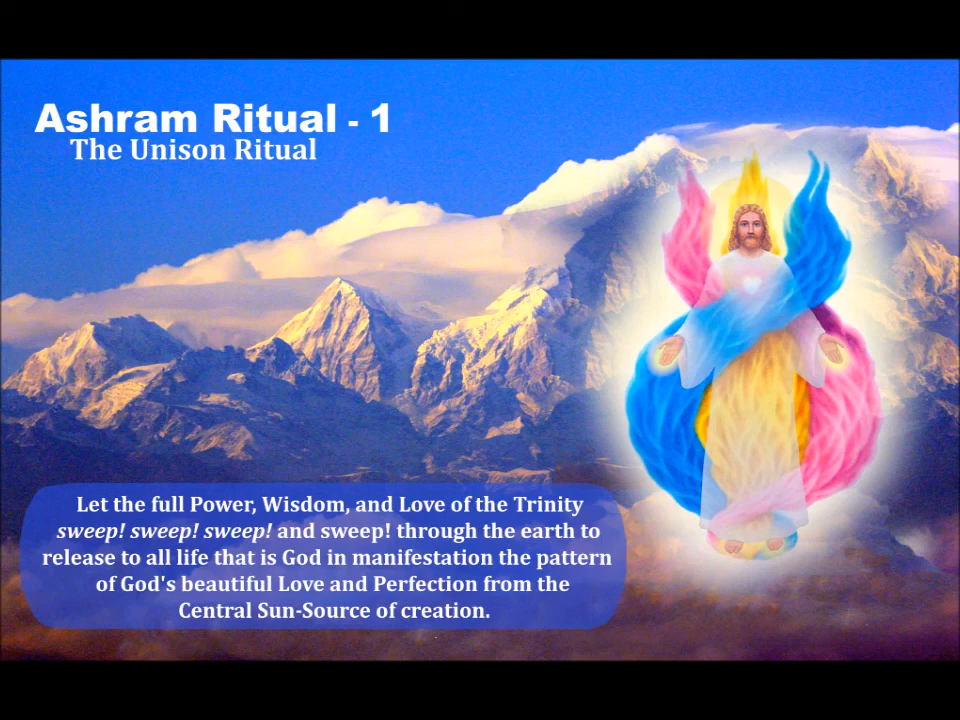 Ashram Ritual - 1
The Unison Ritual
Let the full Power, Wisdom, and Love of the Trinity
sweep! sweep! sweep! and sweep! through the earth to
release to all life that is God in manifestation the pattern
of God's beautiful Love and Perfection from the
Central Sun-Source of creation.